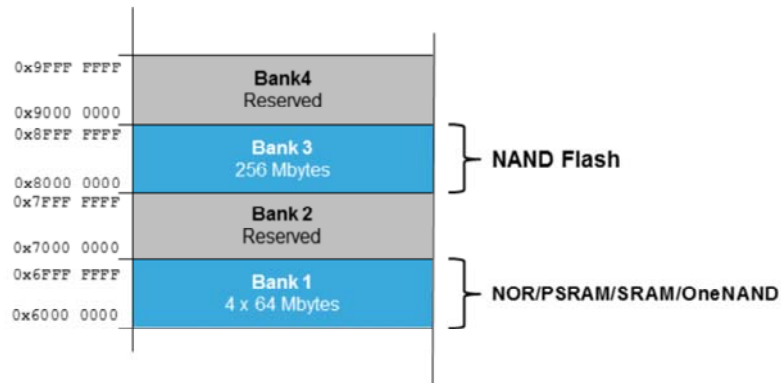 0x9FFF FFFF
Bank4
Reserved
0x9000 0000
0x8FFF FFFF
Bank 3
256 Mbytes
NAND Flash
0x8000 0000
0x7FFF FFFF
Bank 2
Reserved
0x7000 0000
0x6FFF FFFF
Bank 1
4 x 64 Mbytes
NOR/PSRAM/SRAM/OneNAND
0x6000 0000